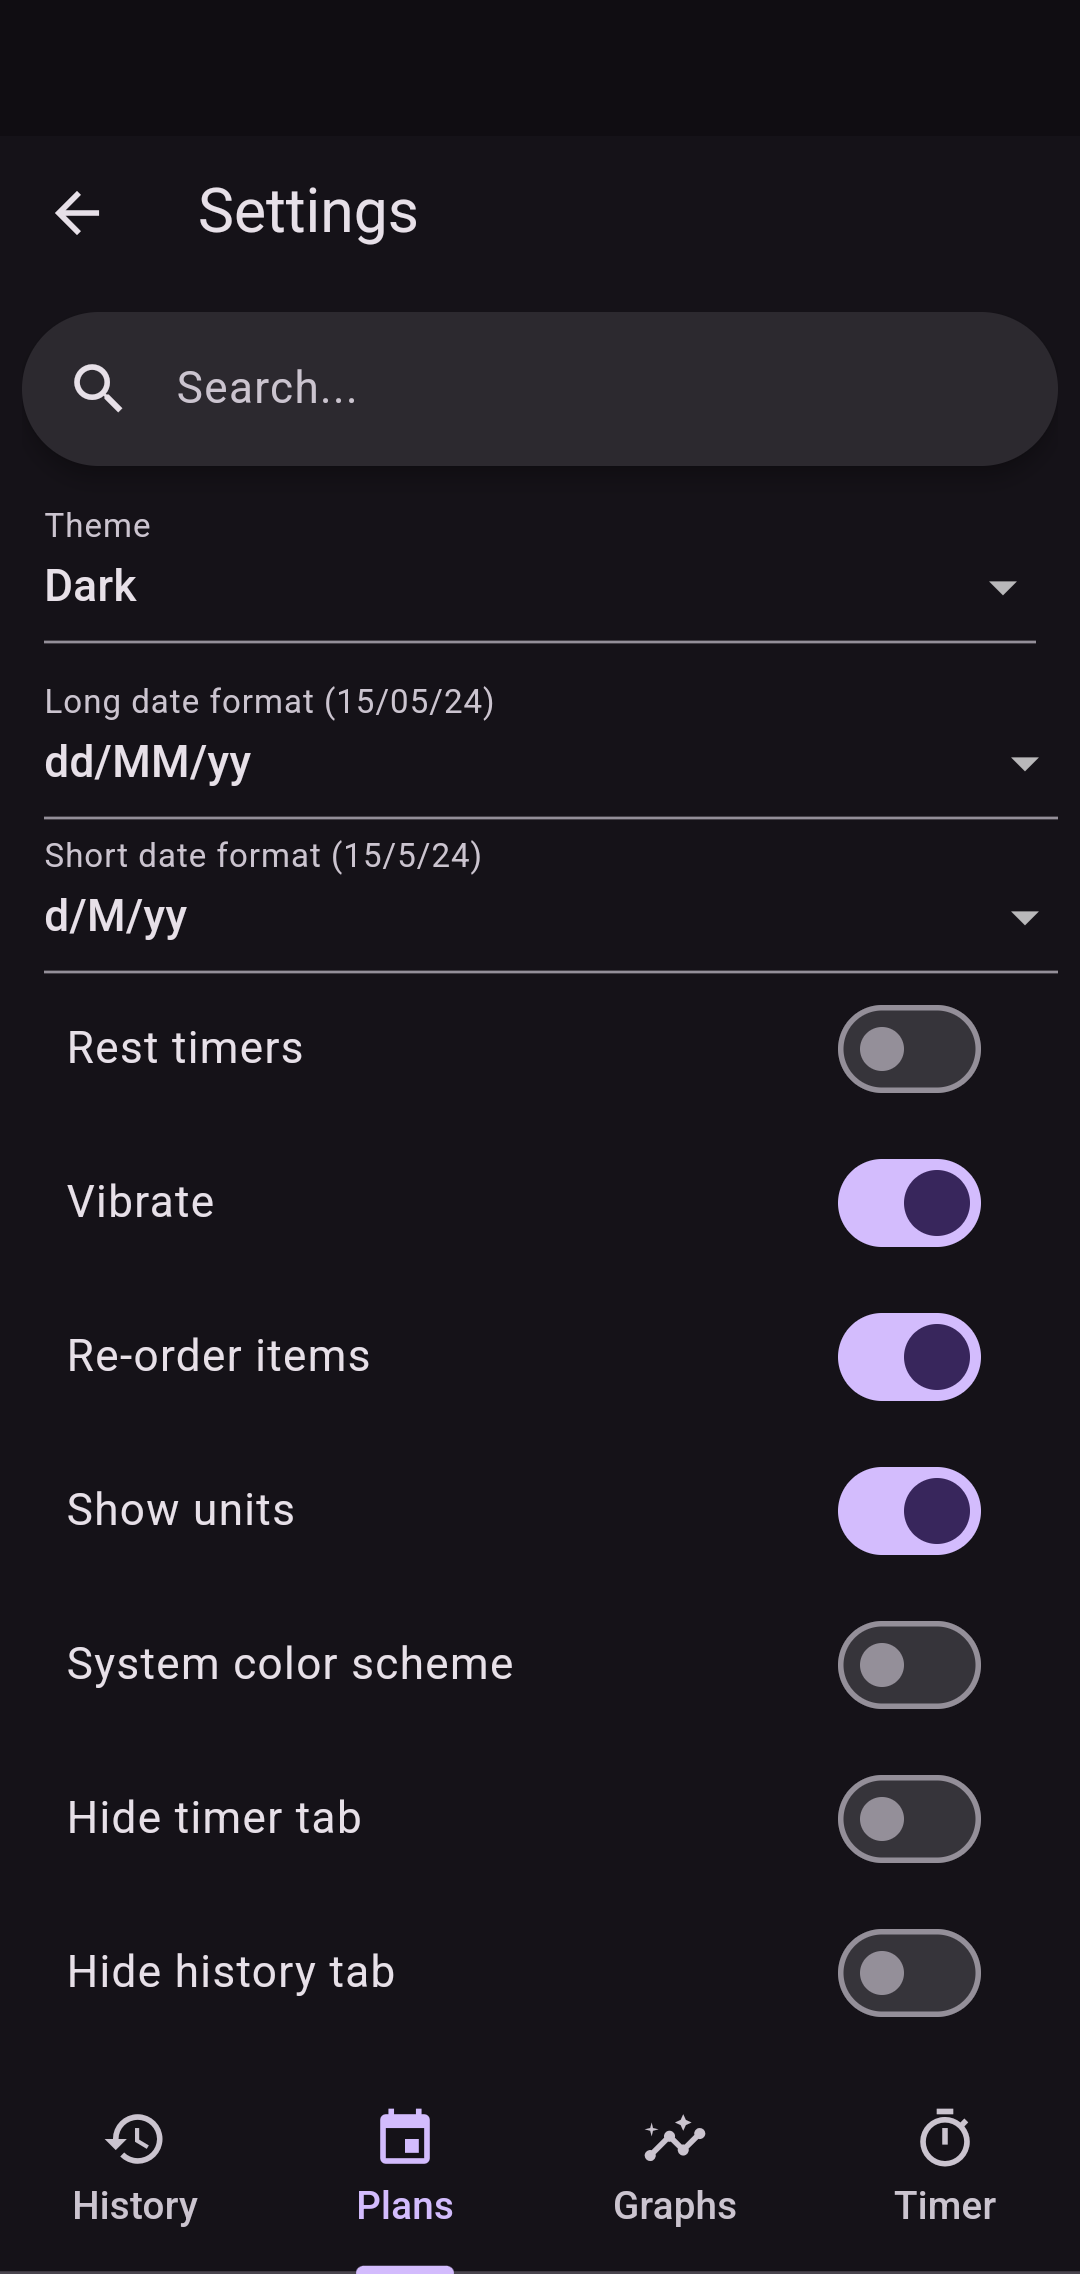 Settings
Search...
Theme
Dark
Long date format (15/05/24)
dd/MM/yy
Short date format (15/5/24)
d/M/yy
Rest timers
Vibrate
Re-order items
Show units
System color scheme
Hide timer tab
Hide history tab
History
Plans
Graphs
Timer